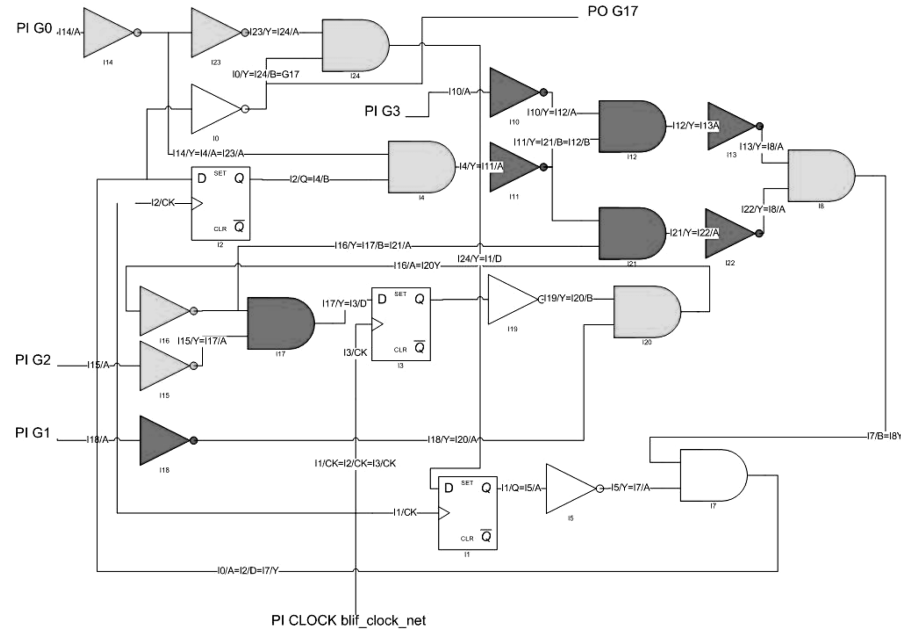 PO G17
PI G0
I14/A
I14
I23/Y=I24/A
I23
I24
I0/Y=I24/B=G17
I0
PI G3
I10/A
I10
I10/Y=I12/A
I11/Y=I21/B=I12/B
I12
I12/Y=I13A
I13
I13/Y=I8/A
I14/Y=I4/A=I23/A
I4/Y=I11/A
I11
I4
I8
D SET Q
I2/Q=I4/B
I2/CK
CLR Q
I2
I22/Y=I8/A
I21/Y=I22/A
I21
I22
I16/Y=I17/B=I21/A
I24/Y=I1/D
I16/A=I20Y
I16
I17/Y=I3/D
D SET Q
I19/Y=I20/B
I19
I20
I15/Y=I17/A
I17
I3/CK
CLR Q
I3
PI G2
I15/A
I15
PI G1
I18/A
I18
I18/Y=I20/A
I7/B=I8Y
I1/CK=I2/CK=I3/CK
D SET Q
I1/Q=I5/A
I5/Y=I7/A
I5
I7
I1/CK
CLR Q
I1
I0/A=I2/D=I7/Y
PI CLOCK blif_clock_net